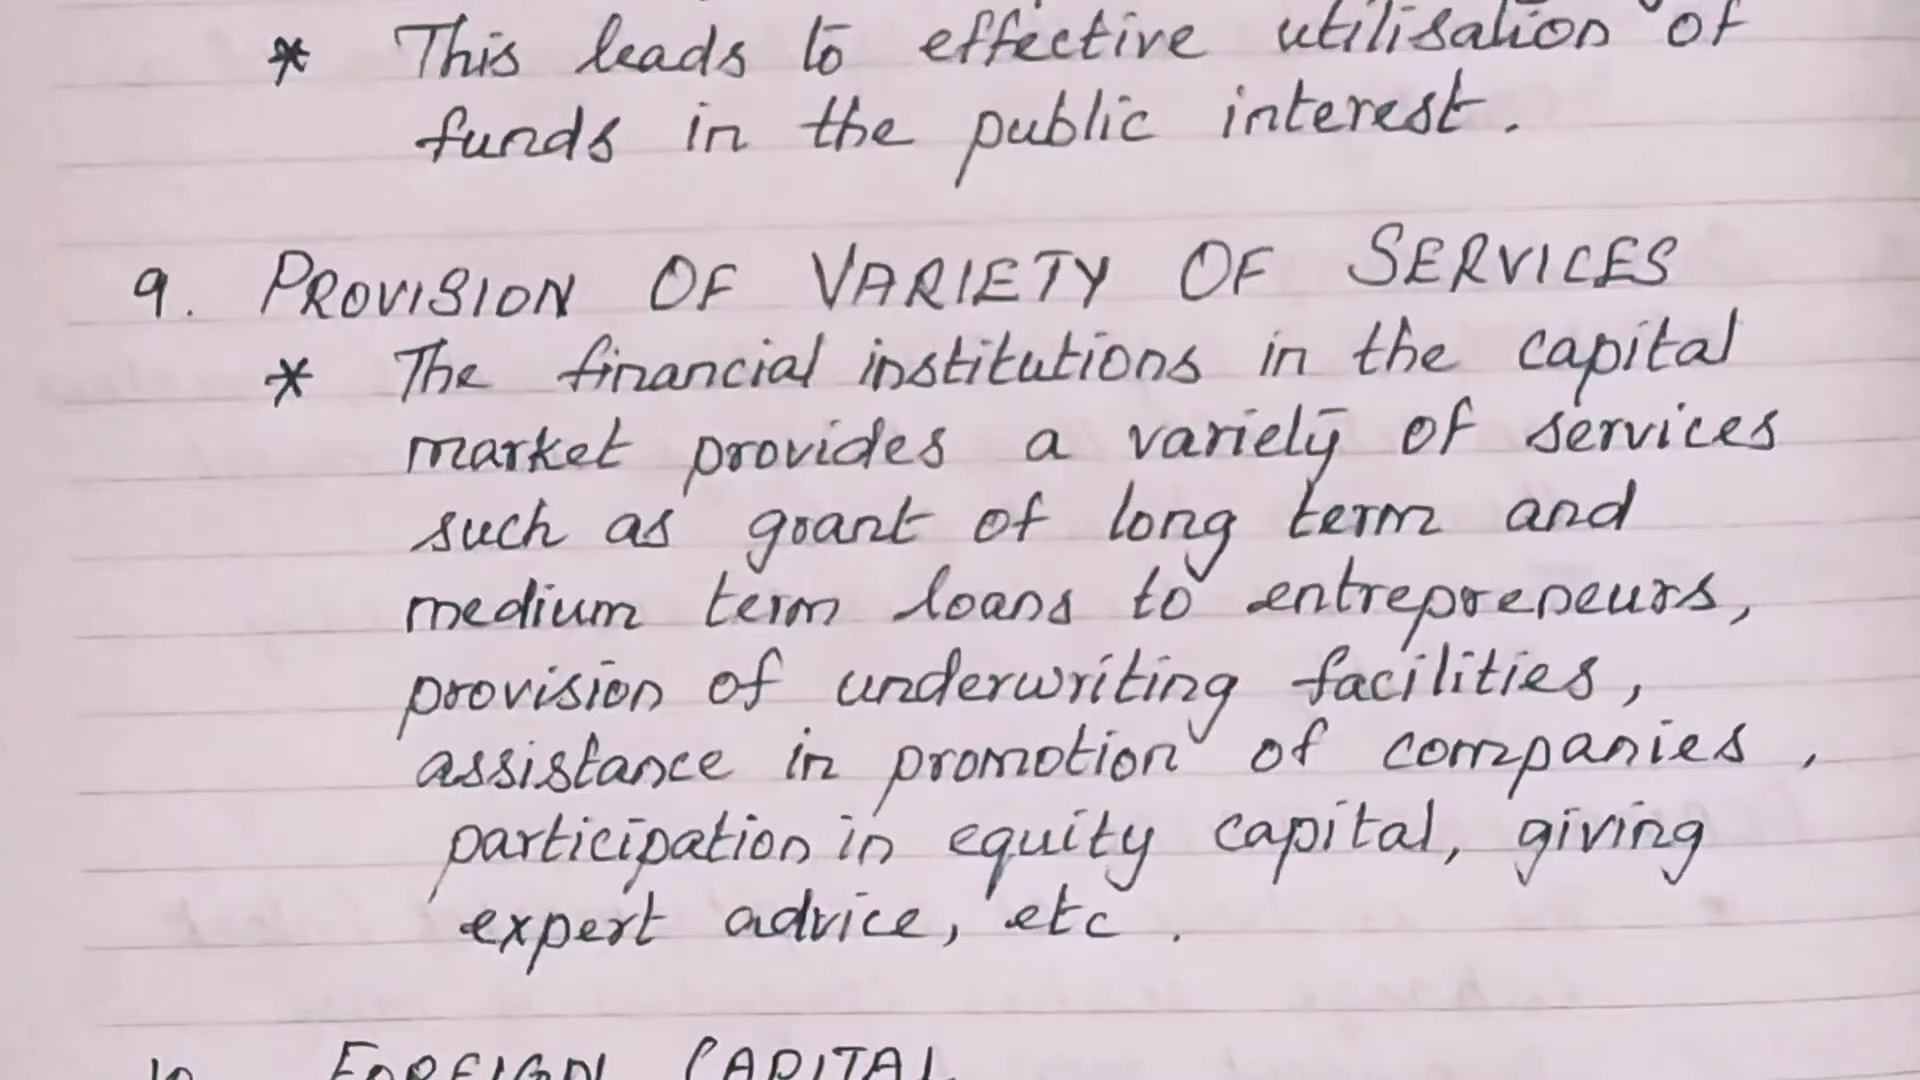 * This leads to effective utilisation of
funds in the public interest.
9. PROVISION OF VARIETY OF SERVICES
* The financial institutions in the capital
market provides a variety of services
such as grant of long term and
medium term loans to entrepreneurs,
provision of underwriting facilities,
assistance in promotion of companies,
participation in equity capital, giving
expert advice, etc.
10 FOREIGN CAPITAL